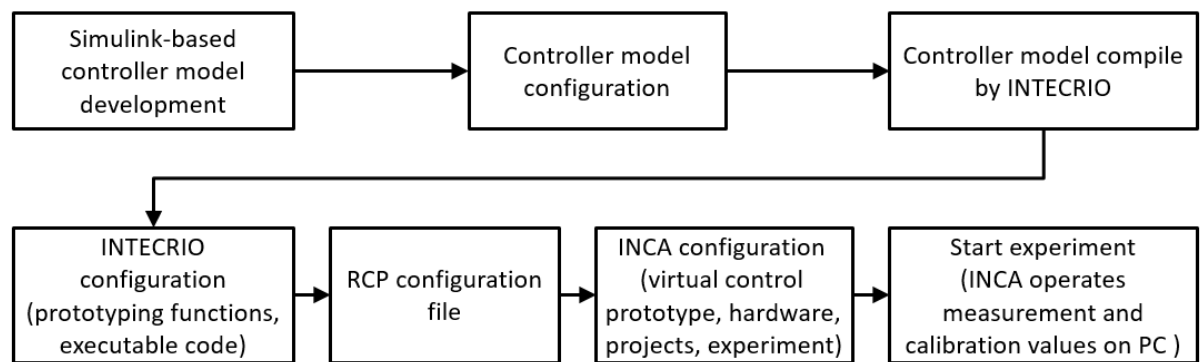 Simulink-based
controller model
development
Controller model
configuration
Controller model compile
by INTECRIO
INTECRIO
configuration
(prototyping functions,
executable code)
RCP configuration
file
INCA configuration
(virtual control
prototype, hardware,
projects, experiment)
Start experiment
(INCA operates
measurement and
calibration values on PC )